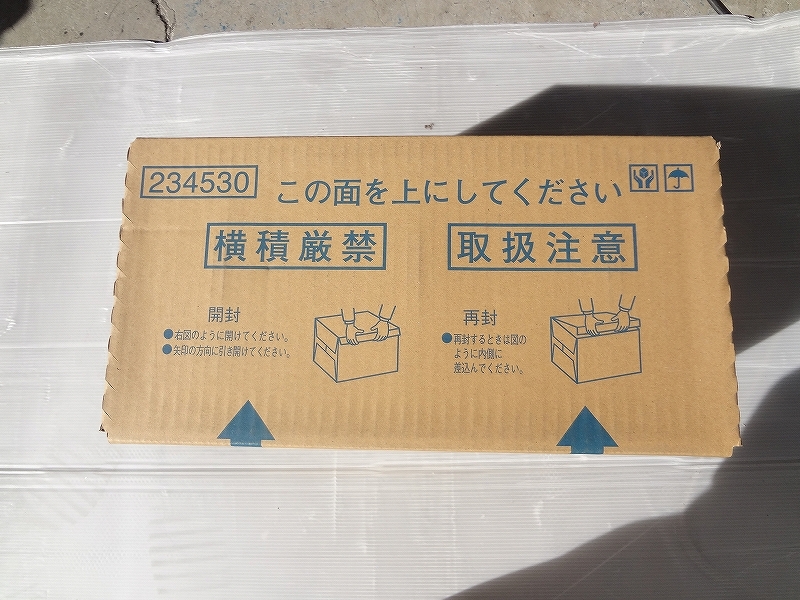 234530
この面を上にしてください
横積厳禁
取扱注意
開封
●右図のように開けてください。
●矢印の方向に引き開けてください。
再封
●再封するときは図の
ように内側に
差込んでください。